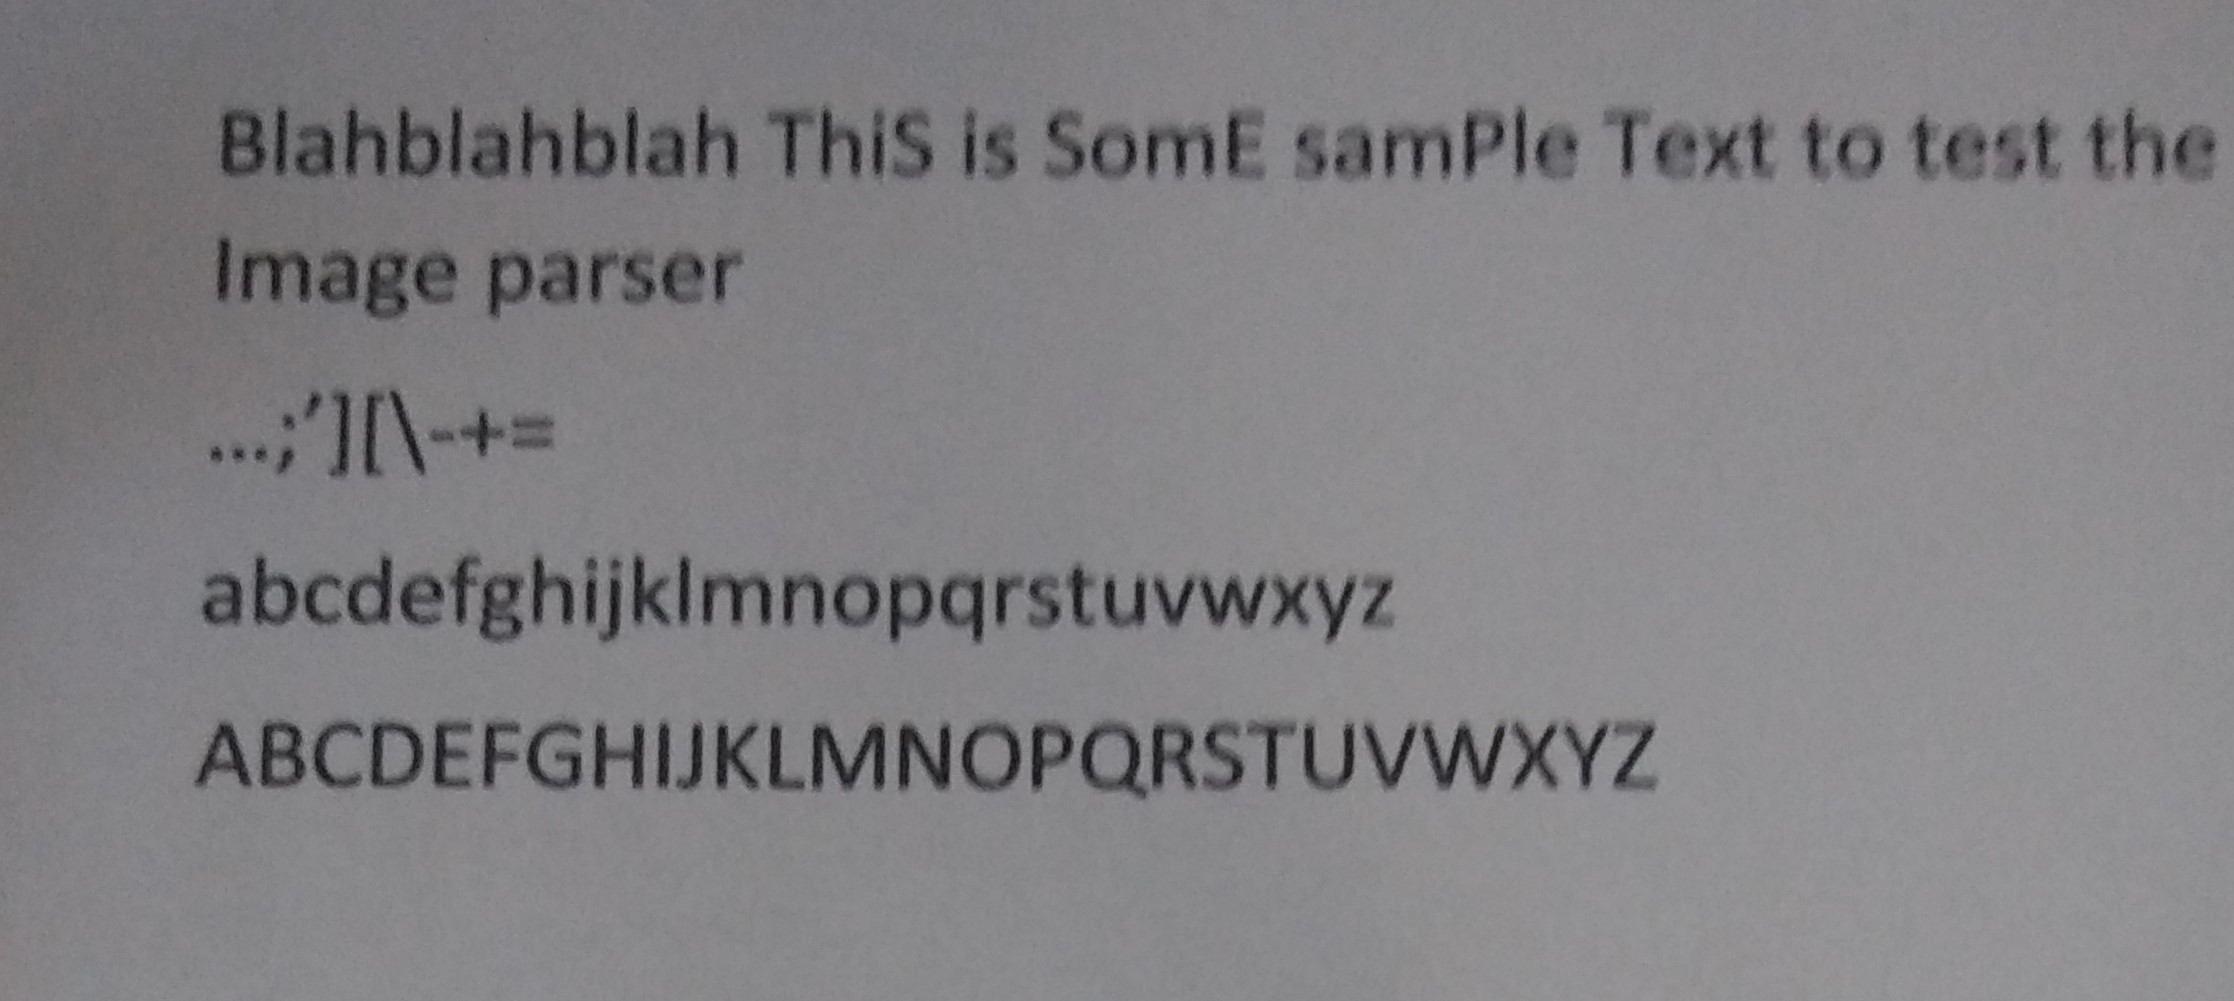 Blahblahblah ThiS is SomE samPle Text to test the
Image parser
...;’][\-+=
abcdefghijklmnopqrstuvwxyz
ABCDEFGHIJKLMNOPQRSTUVWXYZ